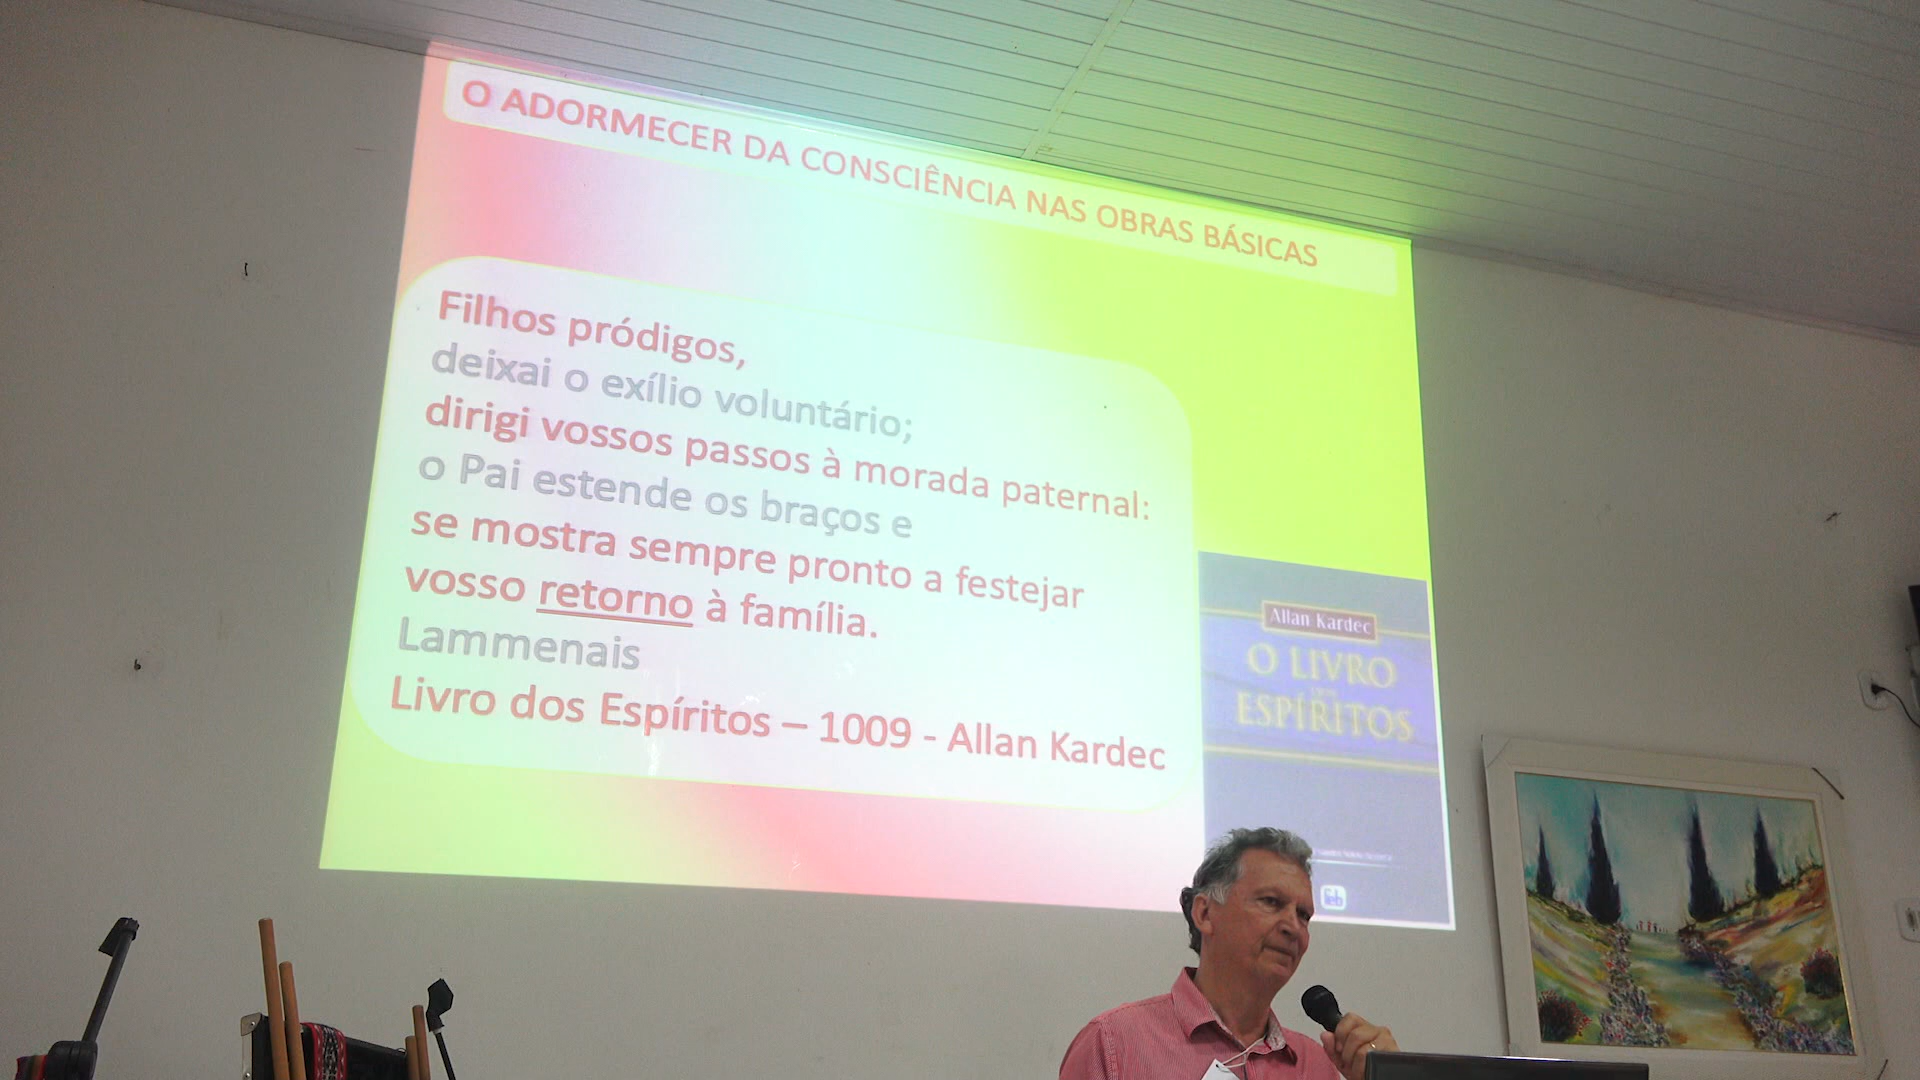 O ADORMECER DA CONSCIÊNCIA NAS OBRAS BÁSICAS
Filhos pródigos,
deixai o exílio voluntário;
dirigi vossos passos à morada paternal:
o Pai estende os braços e
se mostra sempre pronto a festejar
vosso retorno à família.
Lammenais
Livro dos Espíritos – 1009 - Allan Kardec
Allan Kardec
O LIVRO
DOS
ESPÍRITOS
feb